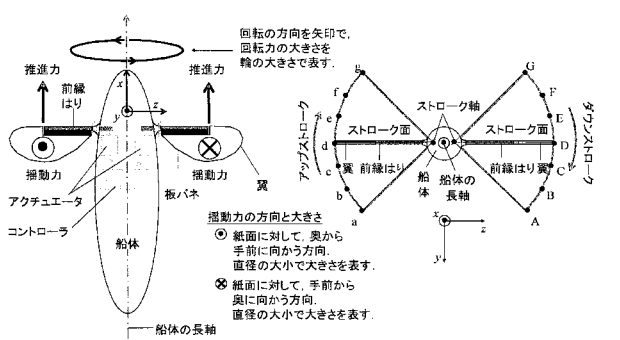 回転の方向を矢印で,
回転力の大きさを
輪の大きさで表す.
推進力
推進力
x
y
z
前縁
はり
揺動力
揺動力
アクチュエータ
コントローラ
板バネ
翼
船体
船体の長軸
揺動力の方向と大きさ
紙面に対して, 奥から
手前に向かう方向.
直径の大小で大きさを表す.
紙面に対して, 手前から
奥に向かう方向.
直径の大小で大きさを表す.
g
f
e
d
c
b
a
G
F
E
D
C
B
A
アップストローク
ダウンストローク
ストローク軸
ストローク面
ストローク面
翼
前縁はり
前縁はり
翼
船体
船体の
長軸
x
z
y